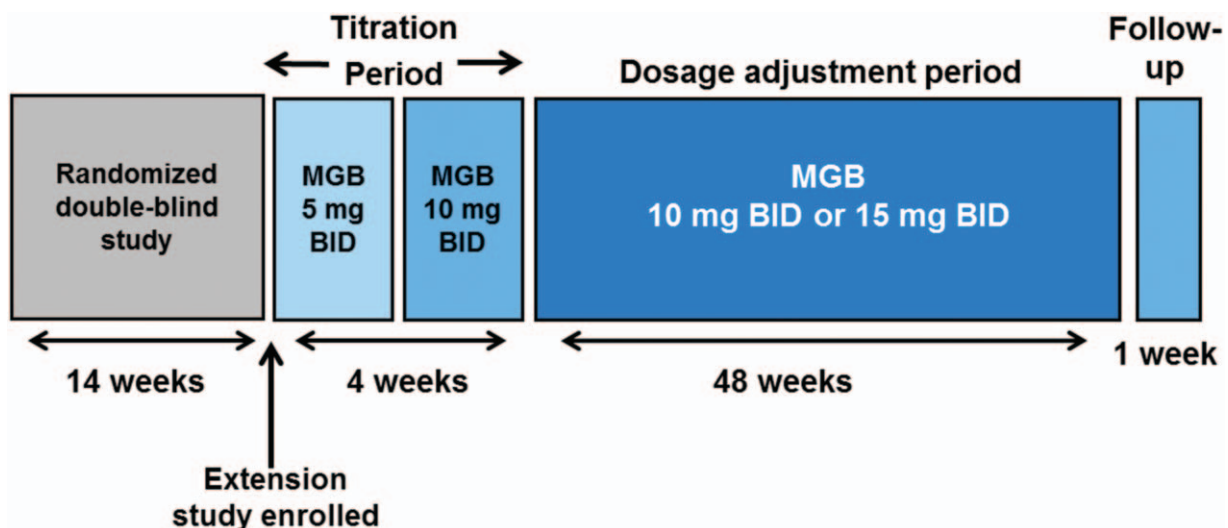 Titration
Period
Dosage adjustment period
Follow-
up
Randomized
double-blind
study
MGB
5 mg
BID
MGB
10 mg
BID
MGB
10 mg BID or 15 mg BID
14 weeks
4 weeks
48 weeks
1 week
Extension
study enrolled